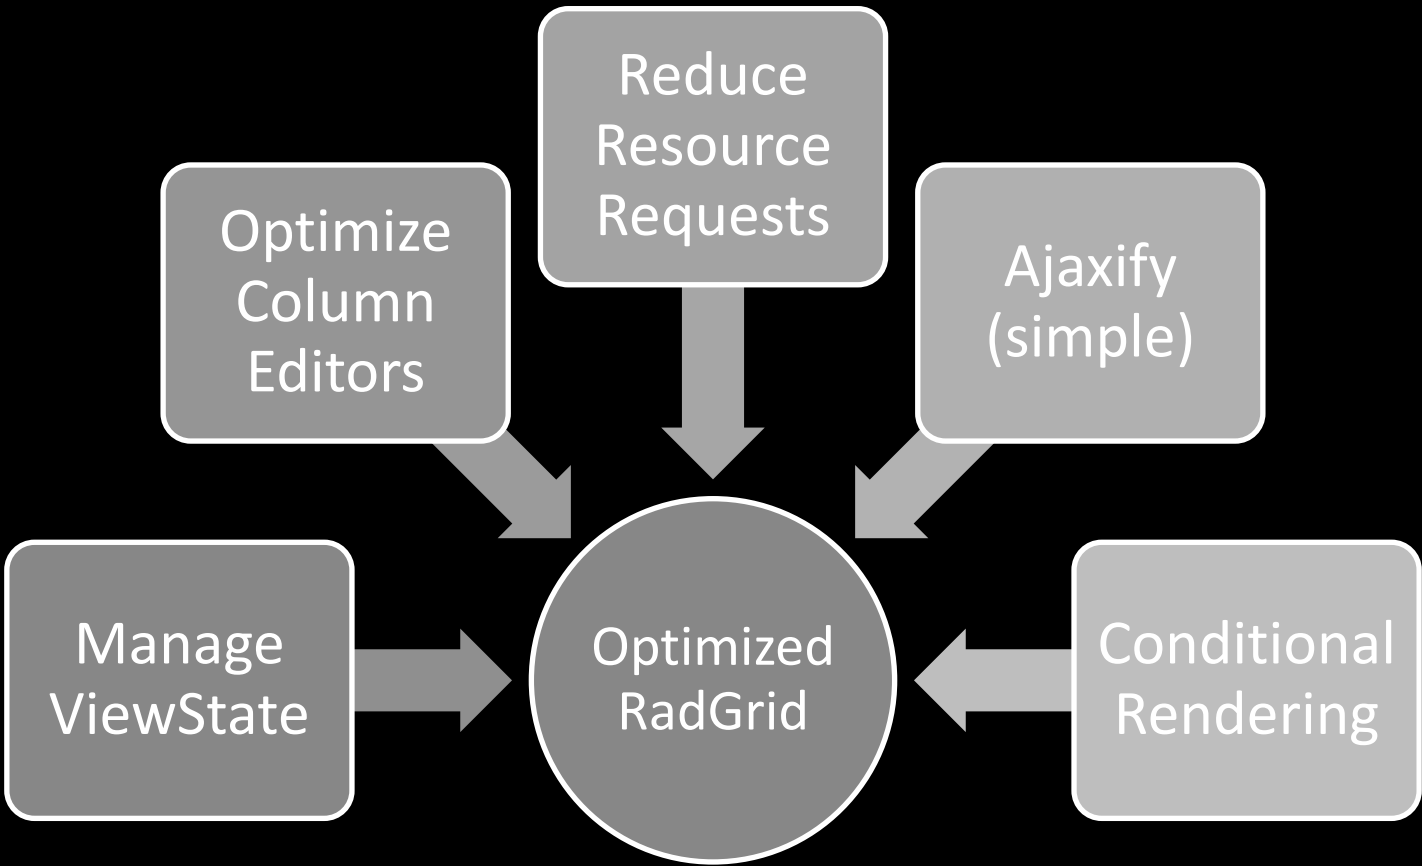 Reduce
Resource
Requests
Optimize
Column
Editors
Ajaxify
(simple)
Manage
ViewState
Optimized
RadGrid
Conditional
Rendering